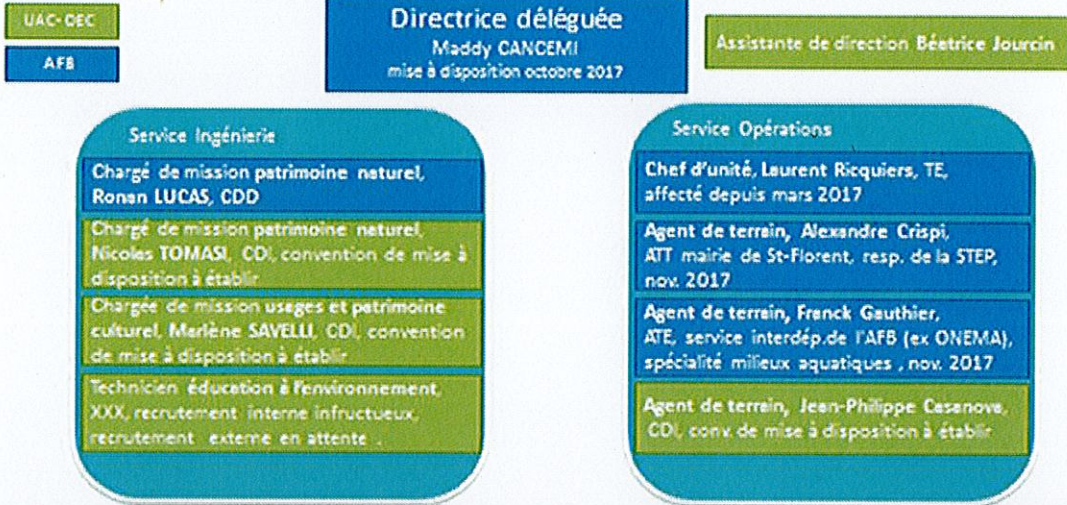 UAC-OEC
AFB
Directrice déléguée
Maddy CANCEMI
mise à disposition octobre 2017
Assistante de direction Béatrice Jourcin
Service Ingénierie
Chargé de mission patrimoine naturel,
Ronan LUCAS, CDD
Chargé de mission patrimoine naturel,
Nicolas TOMASI, CDI, convention de mise à
disposition à établir
Chargée de mission usages et patrimoine
culturel, Marlène SAVELLI, CDI, convention
de mise à disposition à établir
Technicien éducation à l'environnement,
XXX, recrutement interne infructueux,
recrutement externe en attente .
Service Opérations
Chef d'unité, Laurent Ricquiers, TE,
affecté depuis mars 2017
Agent de terrain, Alexandre Crispi,
ATT mairie de St-Florent, resp. de la STEP,
nov. 2017
Agent de terrain, Franck Gauthier,
ATE, service interdép.de l'AFB (ex ONEMA),
spécialité milieux aquatiques , nov. 2017
Agent de terrain, Jean-Philippe Casanova,
CDI, conv. de mise à disposition à établir